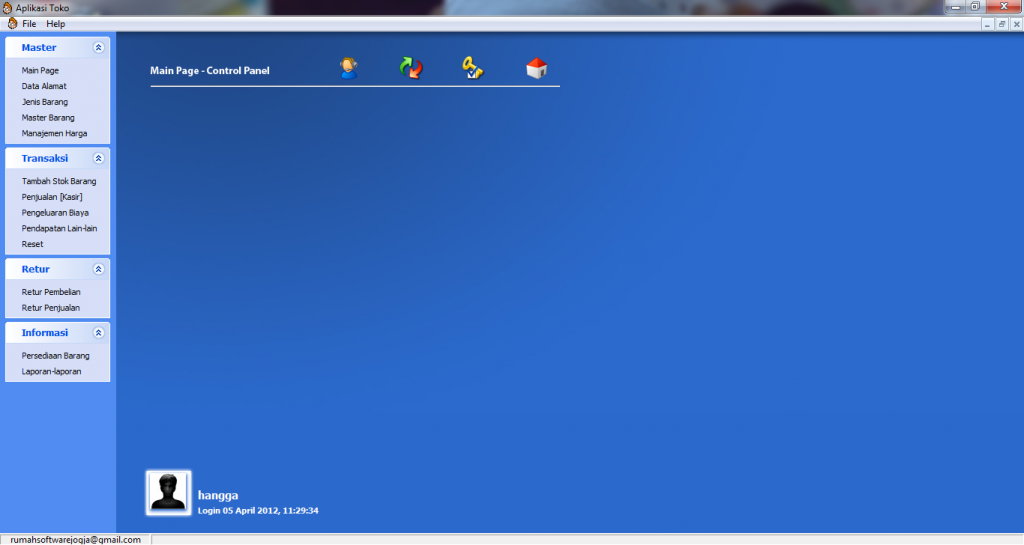 Aplikasi Toko
File Help
Master
Main Page
Data Alamat
Jenis Barang
Master Barang
Manajemen Harga
Transaksi
Tambah Stok Barang
Penjualan [Kasir]
Pengeluaran Biaya
Pendapatan Lain-lain
Reset
Retur
Retur Pembelian
Retur Penjualan
Informasi
Persediaan Barang
Laporan-laporan
Main Page - Control Panel
hangga
Login 05 April 2012, 11:29:34
rumahsoftwarejogja@gmail.com